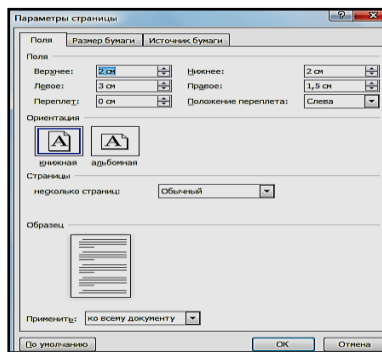 Параметры страницы
Поля Размер бумаги Источник бумаги
Поля
Верхнее: 2 см Нижнее: 2 см
Левое: 3 см Правое: 1,5 см
Переплет: 0 см Положение переплета: Слева
Ориентация
книжная альбомная
Страницы
несколько страниц: Обычный
Образец
Применить: ко всему документу
По умолчанию ОК Отмена